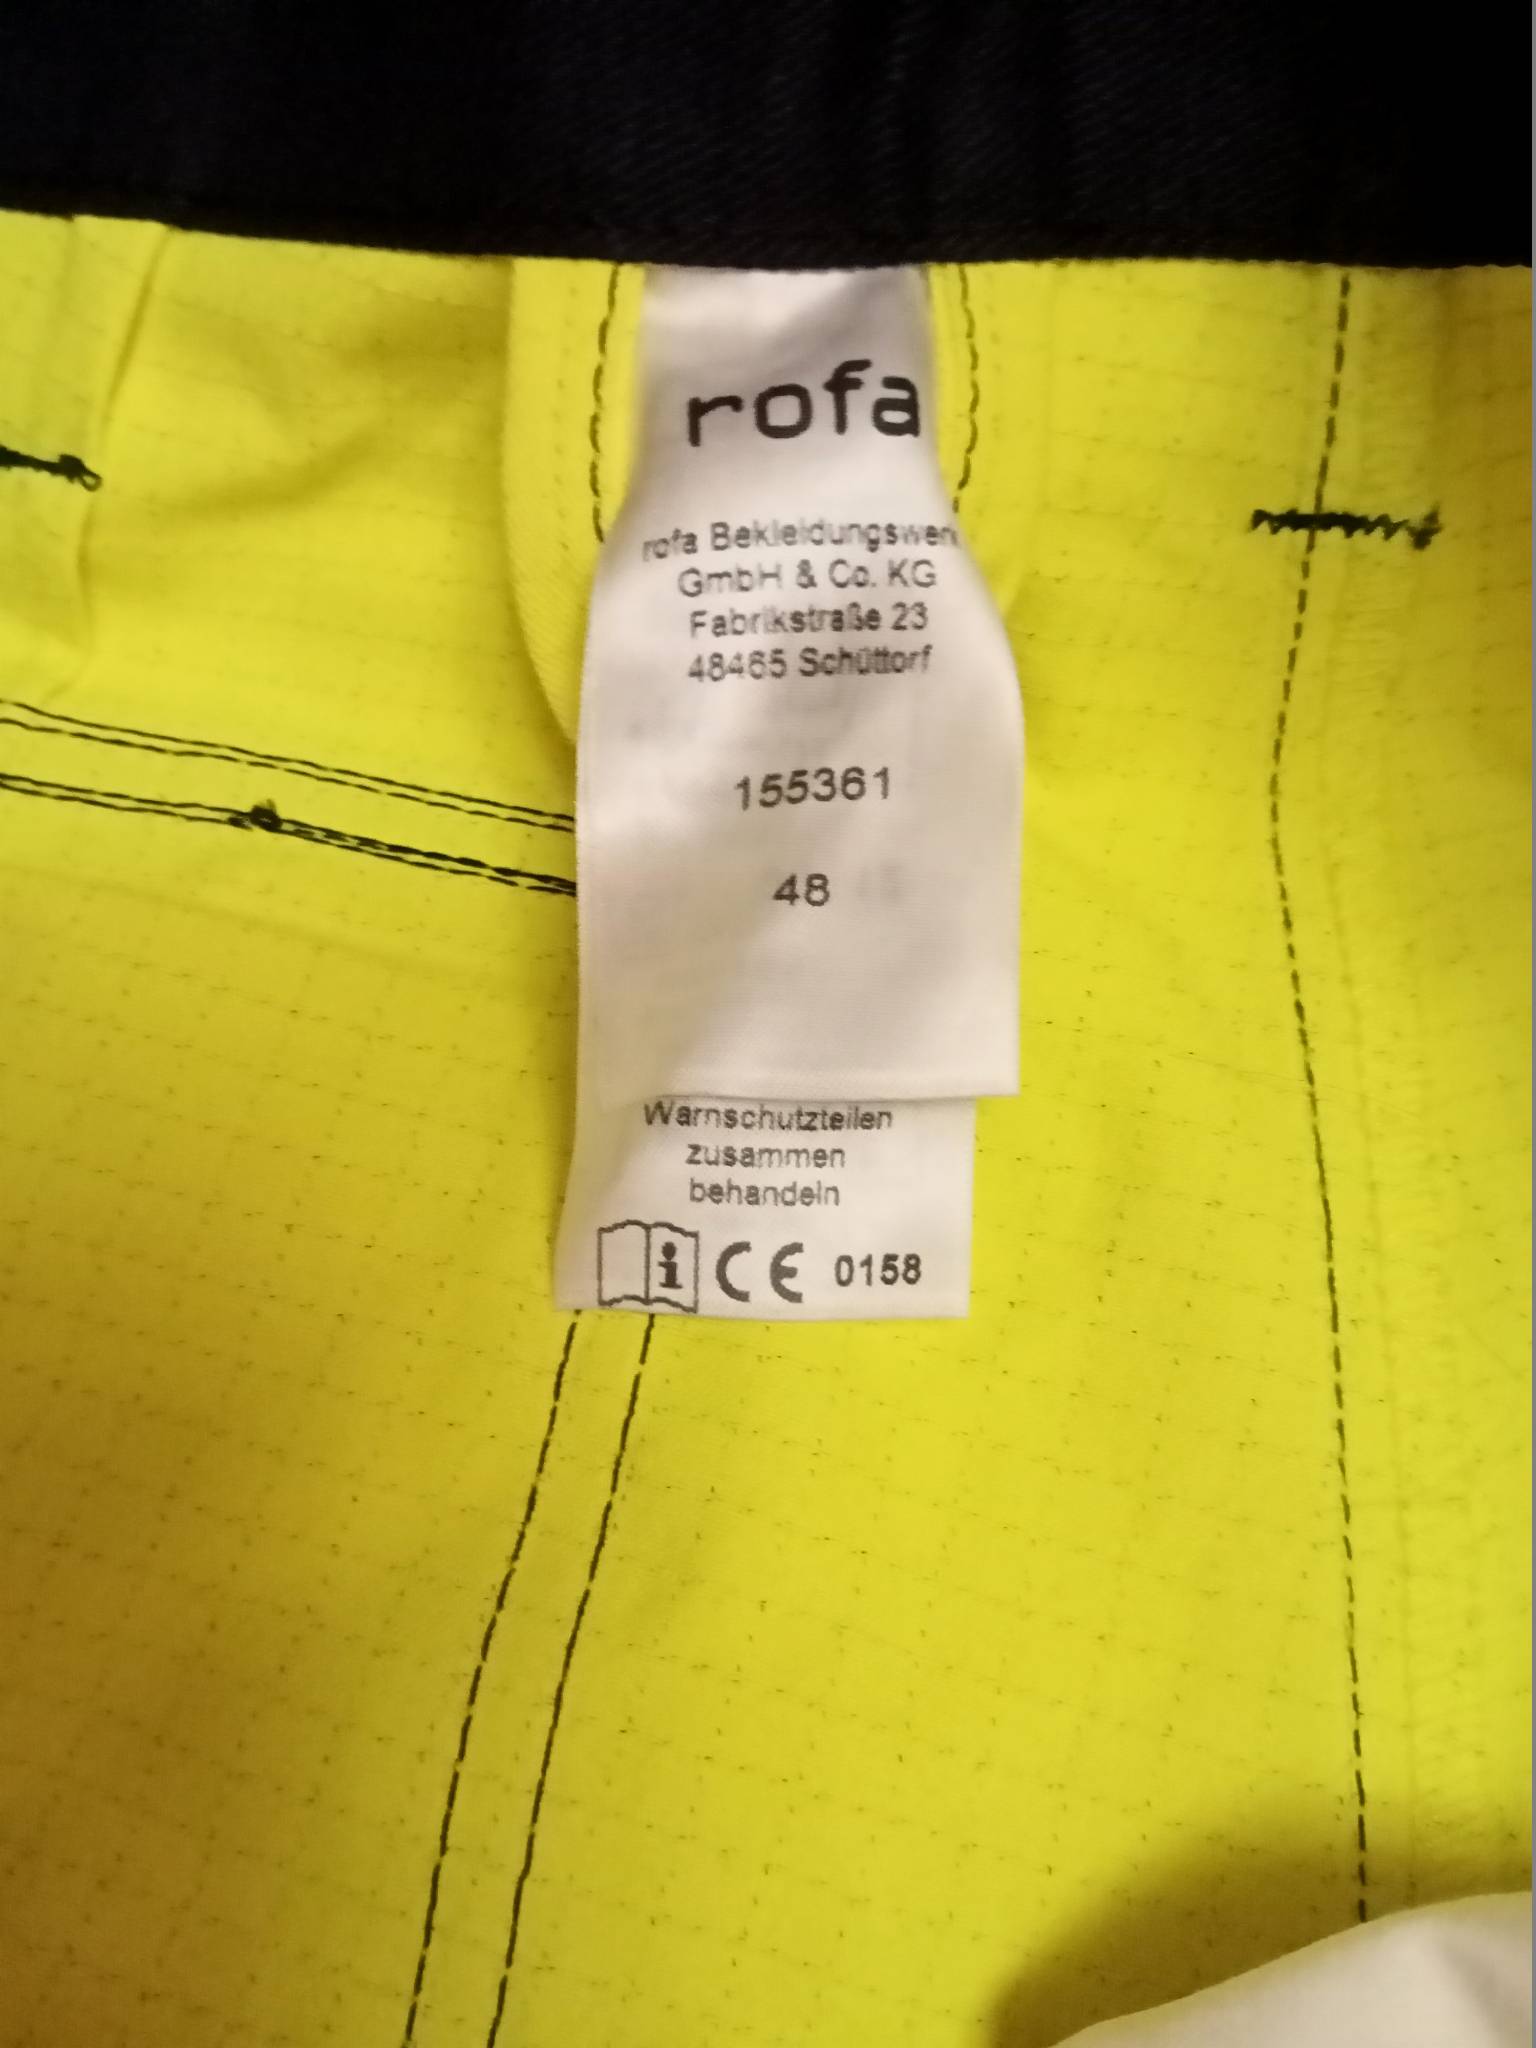 rofa
rofa Bekleidungswerk
GmbH & Co. KG
Fabrikstraße 23
48465 Schüttorf
155361
48
Warnschutzteilen
zusammen
behandeln
i CE 0158